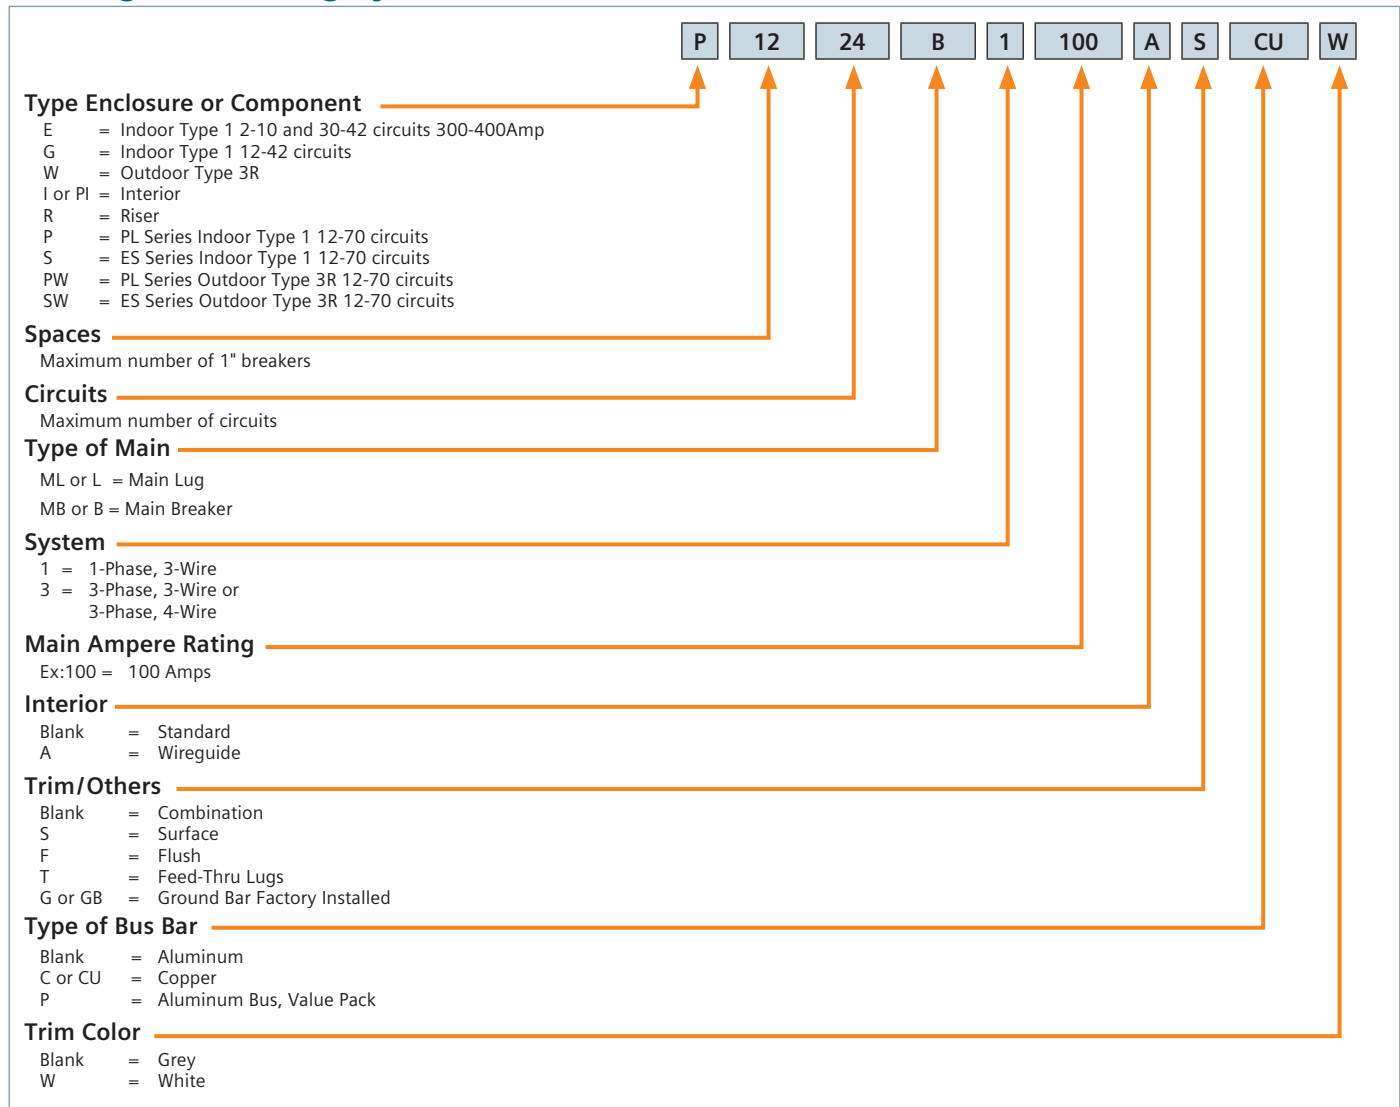 P 12 24 B 1 100 A S CU W
Type Enclosure or Component
E = Indoor Type 1 2-10 and 30-42 circuits 300-400Amp
G = Indoor Type 1 12-42 circuits
W = Outdoor Type 3R
I or PI = Interior
R = Riser
P = PL Series Indoor Type 1 12-70 circuits
S = ES Series Indoor Type 1 12-70 circuits
PW = PL Series Outdoor Type 3R 12-70 circuits
SW = ES Series Outdoor Type 3R 12-70 circuits
Spaces
Maximum number of 1" breakers
Circuits
Maximum number of circuits
Type of Main
ML or L = Main Lug
MB or B = Main Breaker
System
1 = 1-Phase, 3-Wire
3 = 3-Phase, 3-Wire or
3-Phase, 4-Wire
Main Ampere Rating
Ex:100 = 100 Amps
Interior
Blank = Standard
A = Wireguide
Trim/Others
Blank = Combination
S = Surface
F = Flush
T = Feed-Thru Lugs
G or GB = Ground Bar Factory Installed
Type of Bus Bar
Blank = Aluminum
C or CU = Copper
P = Aluminum Bus, Value Pack
Trim Color
Blank = Grey
W = White